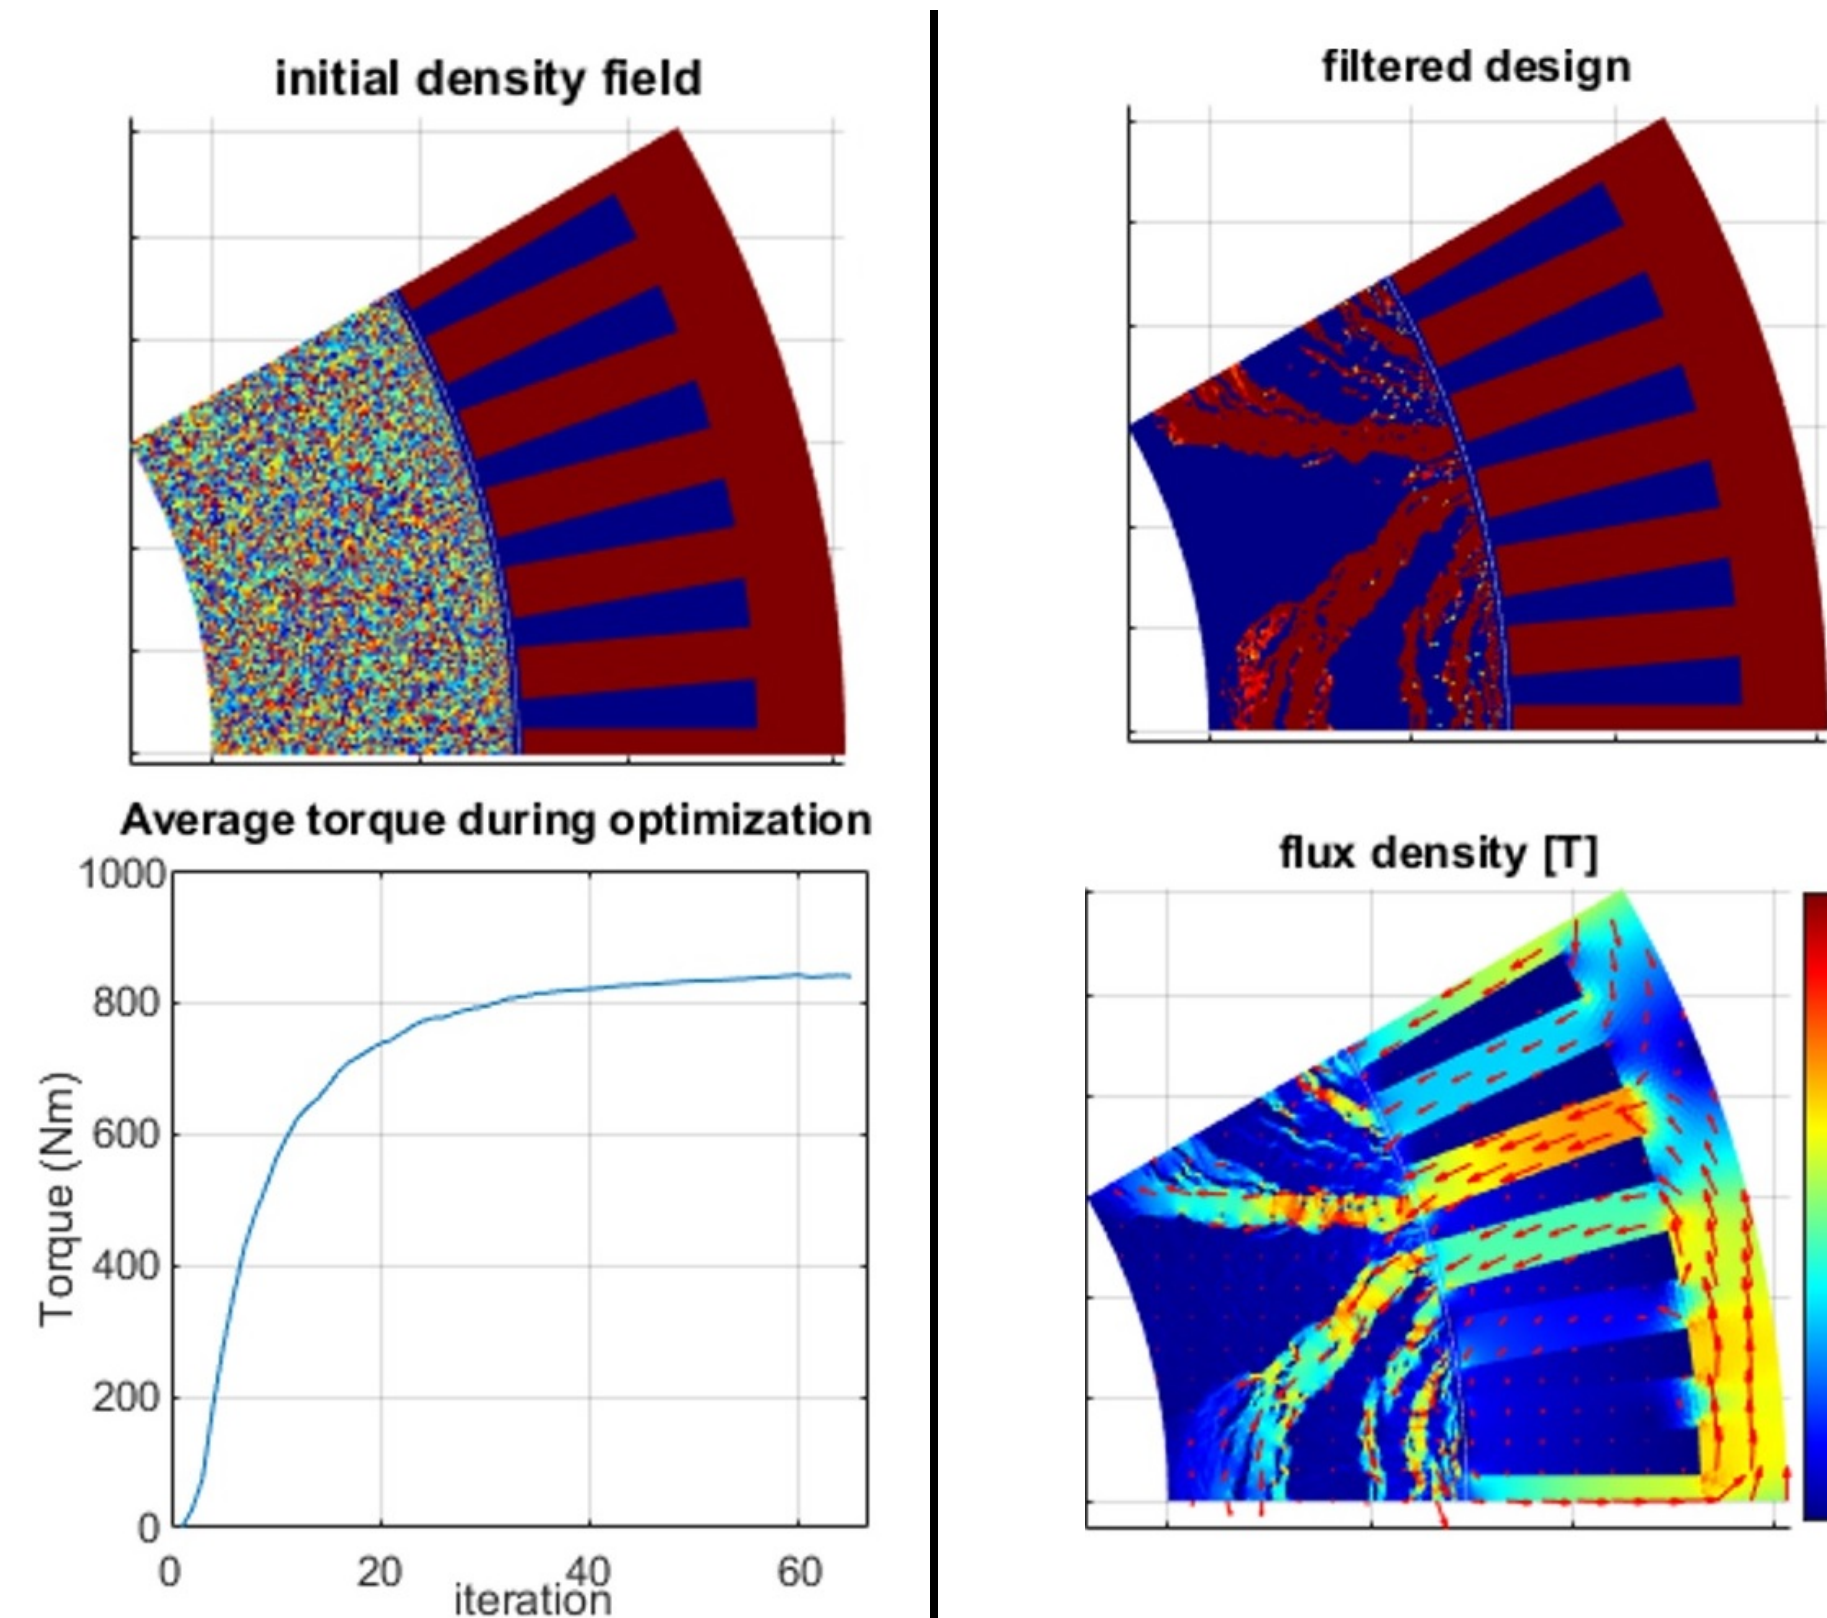 initial density field
filtered design
Average torque during optimization
1000
800
600
400
200
0
Torque (Nm)
0 20 40 60
iteration
flux density [T]